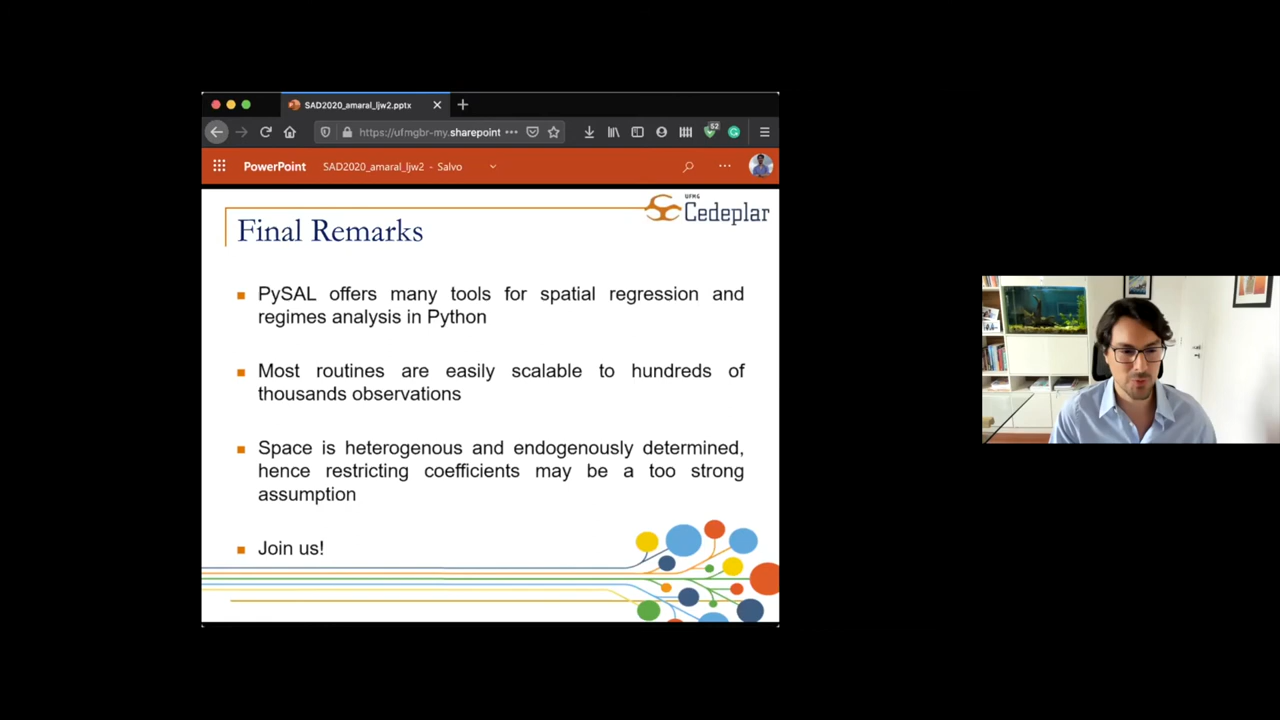 SAD2020_amaral_ljw2.pptx
https://ufmgbr-my.sharepoint
52
PowerPoint
SAD2020_amaral_ljw2 - Salvo
UFMG
Cedeplar
Final Remarks
PySAL offers many tools for spatial regression and
regimes analysis in Python
Most routines are easily scalable to hundreds of
thousands observations
Space is heterogenous and endogenously determined,
hence restricting coefficients may be a too strong
assumption
Join us!